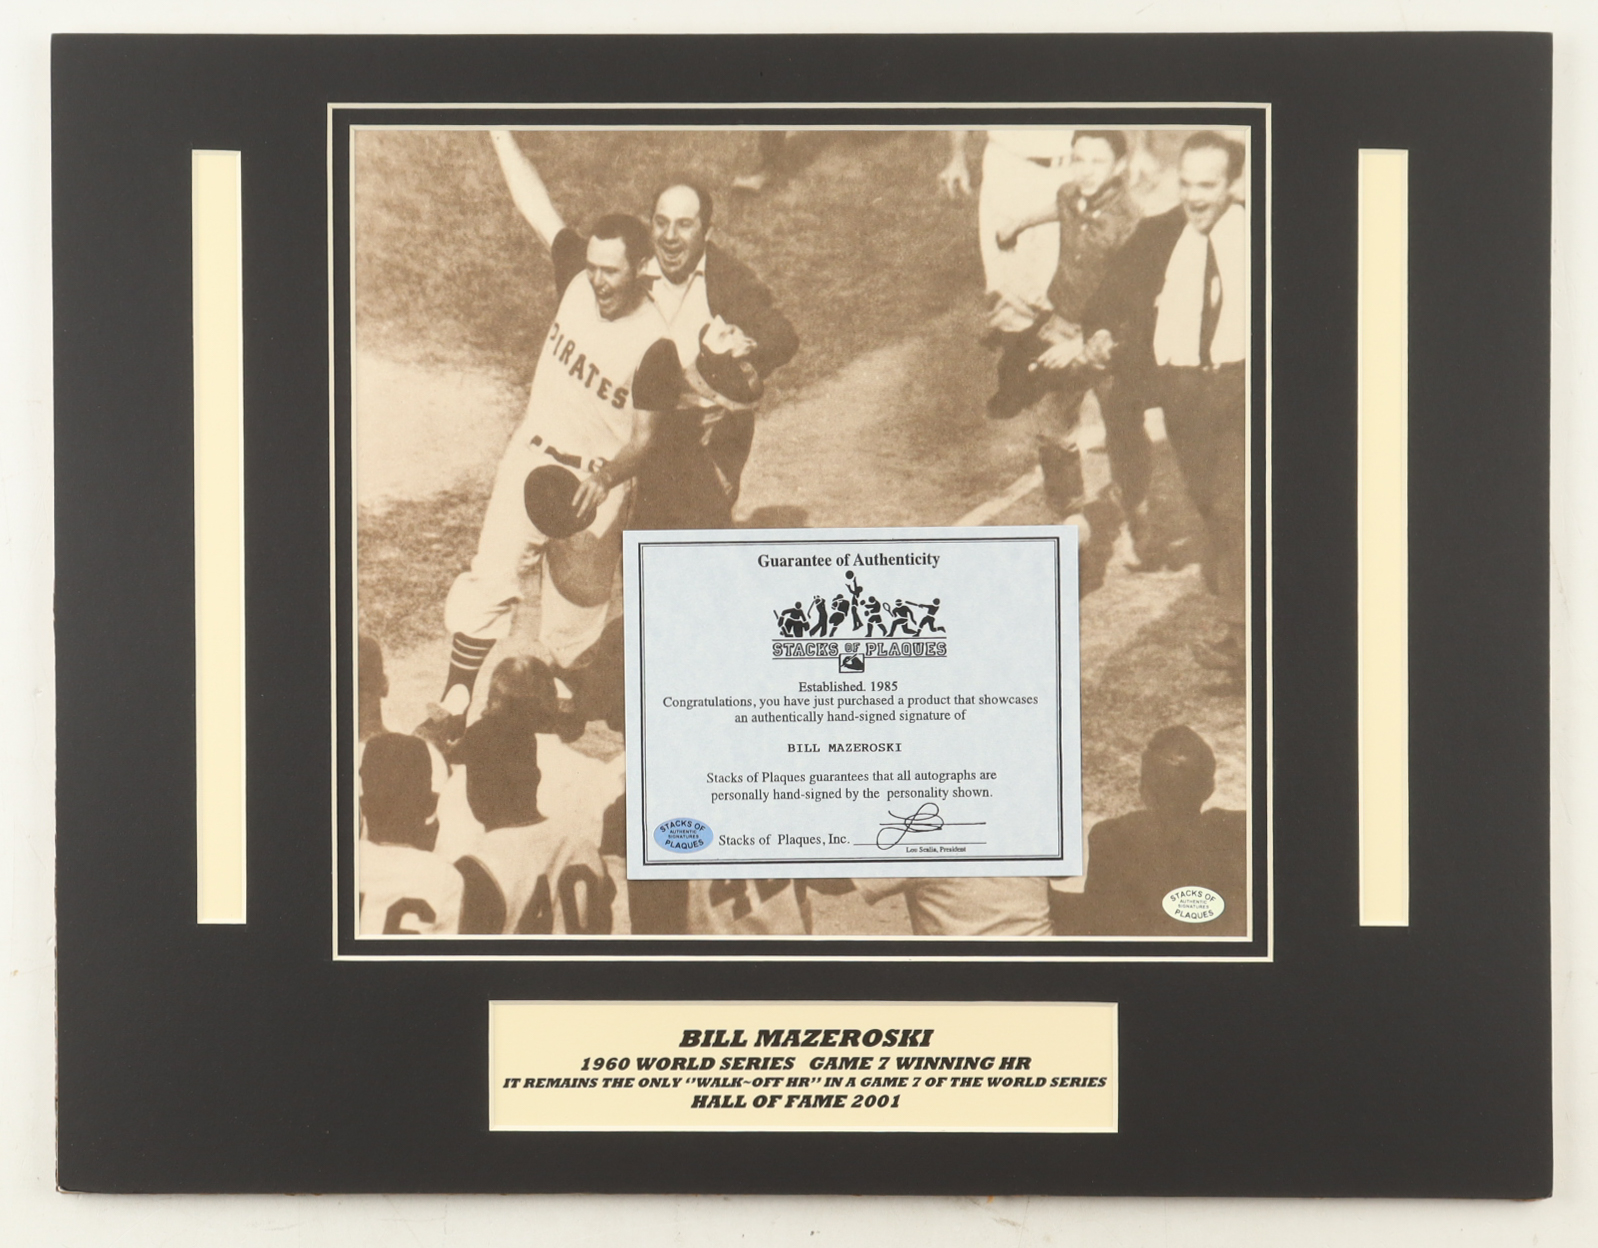 PIRATES
Guarantee of Authenticity
STACKS OF PLAQUES
Established. 1985
Congratulations, you have just purchased a product that showcases
an authentically hand-signed signature of
BILL MAZEROSKI
Stacks of Plaques guarantees that all autographs are
personally hand-signed by the personality shown.
STACKS OF
AUTHENTIC
SIGNATURES
PLAQUES
Stacks of Plaques, Inc.
Lou Scalia, President
6
40
STACKS OF
AUTHENTIC
SIGNATURES
PLAQUES
BILL MAZEROSKI
1960 WORLD SERIES GAME 7 WINNING HR
IT REMAINS THE ONLY "WALK~OFF HR" IN A GAME 7 OF THE WORLD SERIES
HALL OF FAME 2001